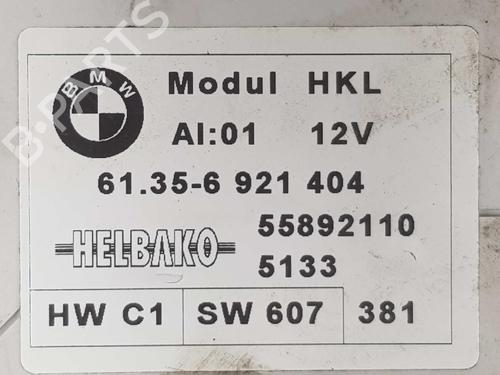 BMW
Modul HKL
AI:01 12V
61.35-6 921 404
HELBAKO
55892110
5133
HW C1
SW 607
381
B-PARTS